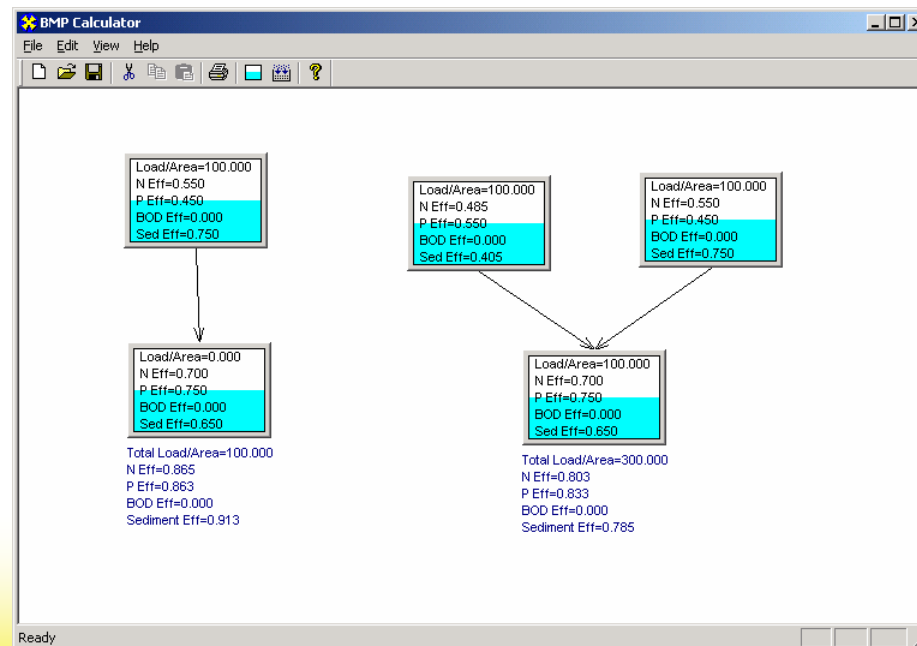 BMP Calculator
File Edit View Help
Load/Area=100.000
N Eff=0.550
P Eff=0.450
BOD Eff=0.000
Sed Eff=0.750
Load/Area=0.000
N Eff=0.700
P Eff=0.750
BOD Eff=0.000
Sed Eff=0.650
Total Load/Area=100.000
N Eff=0.865
P Eff=0.863
BOD Eff=0.000
Sediment Eff=0.913
Load/Area=100.000
N Eff=0.485
P Eff=0.550
BOD Eff=0.000
Sed Eff=0.405
Load/Area=100.000
N Eff=0.550
P Eff=0.450
BOD Eff=0.000
Sed Eff=0.750
Load/Area=100.000
N Eff=0.700
P Eff=0.750
BOD Eff=0.000
Sed Eff=0.650
Total Load/Area=300.000
N Eff=0.803
P Eff=0.833
BOD Eff=0.000
Sediment Eff=0.785
Ready